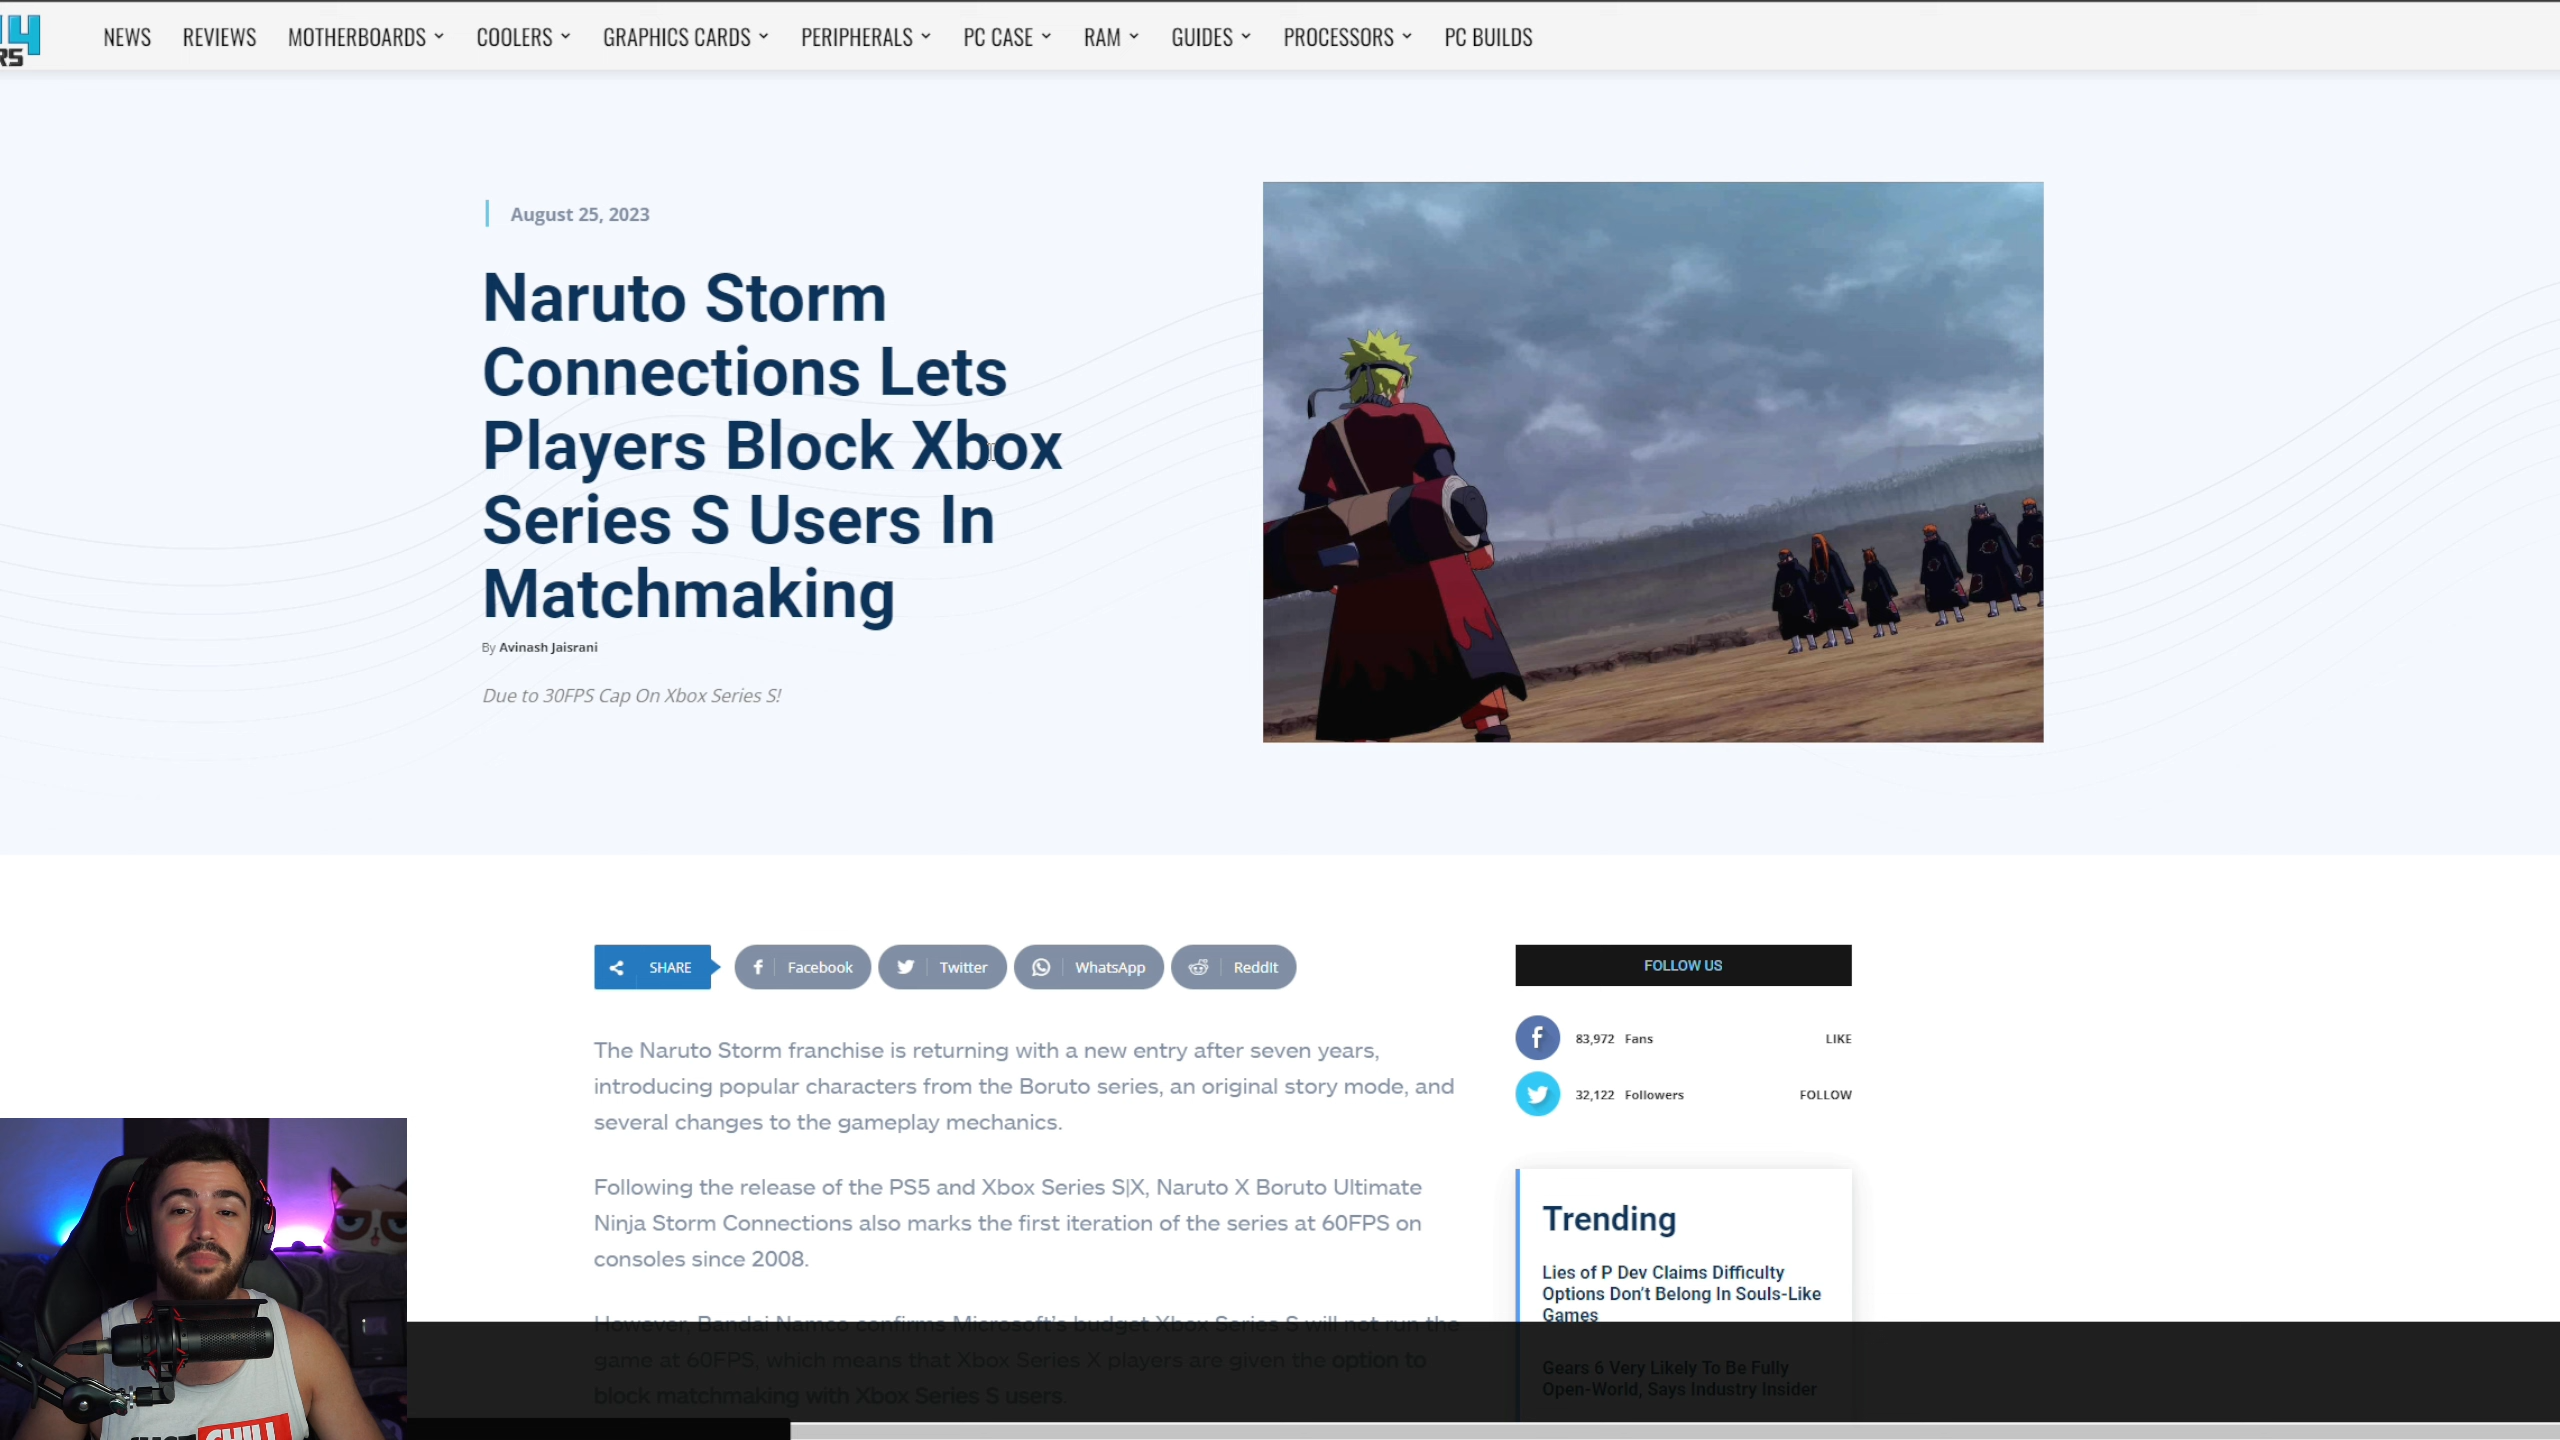 NEWS REVIEWS MOTHERBOARDS COOLERS GRAPHICS CARDS PERIPHERALS PC CASE RAM GUIDES PROCESSORS PC BUILDS
August 25, 2023
Naruto Storm
Connections Lets
Players Block Xbox
Series S Users In
Matchmaking
By Avinash Jaisrani
Due to 30FPS Cap On Xbox Series S!
SHARE Facebook Twitter WhatsApp ReddIt
The Naruto Storm franchise is returning with a new entry after seven years,
introducing popular characters from the Boruto series, an original story mode, and
several changes to the gameplay mechanics.
Following the release of the PS5 and Xbox Series S|X, Naruto X Boruto Ultimate
Ninja Storm Connections also marks the first iteration of the series at 60FPS on
consoles since 2008.
However, Bandai Namco confirms Microsoft's budget Xbox Series S will not run the
game at 60FPS, which means that Xbox Series X players are given the option to
block matchmaking with Xbox Series S users.
FOLLOW US
83,972 Fans LIKE
32,122 Followers FOLLOW
Trending
Lies of P Dev Claims Difficulty
Options Don't Belong In Souls-Like
Games
Gears 6 Very Likely To Be Fully
Open-World, Says Industry Insider
CHILL